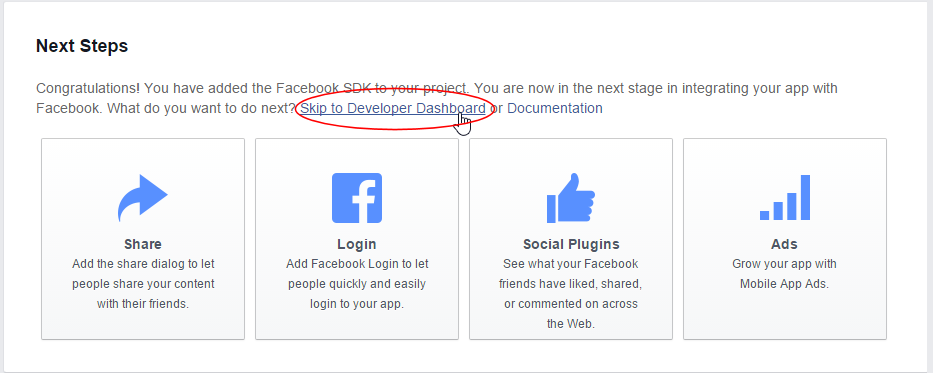 Next Steps
Congratulations! You have added the Facebook SDK to your project. You are now in the next stage in integrating your app with
Facebook. What do you want to do next? Skip to Developer Dashboard or Documentation
Share
Add the share dialog to let
people share your content
with their friends.
Login
Add Facebook Login to let
people quickly and easily
login to your app.
Social Plugins
See what your Facebook
friends have liked, shared,
or commented on across
the Web.
Ads
Grow your app with
Mobile App Ads.